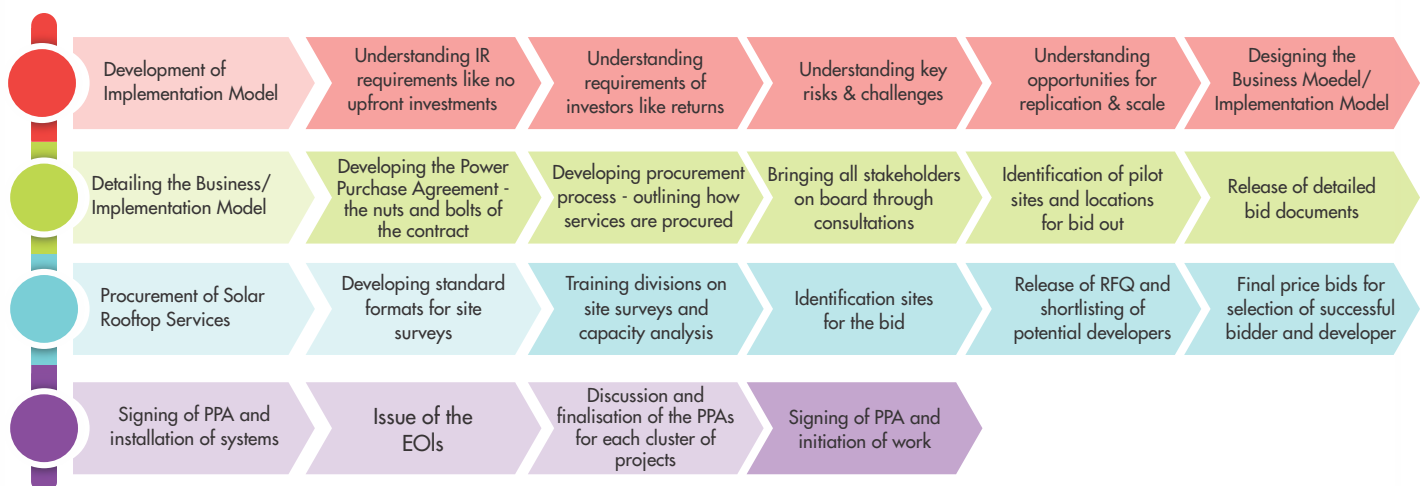 Development of
Implementation Model
Understanding IR
requirements like no
upfront investments
Understanding
requirements of
investors like returns
Understanding key
risks & challenges
Understanding
opportunities for
replication & scale
Designing the
Business Moedel/
Implementation Model
Detailing the Business/
Implementation Model
Developing the Power
Purchase Agreement -
the nuts and bolts of
the contract
Developing procurement
process - outlining how
services are procured
Bringing all stakeholders
on board through
consultations
Identification of pilot
sites and locations
for bid out
Release of detailed
bid documents
Procurement of Solar
Rooftop Services
Developing standard
formats for site
surveys
Training divisions on
site surveys and
capacity analysis
Identification sites
for the bid
Release of RFQ and
shortlisting of
potential developers
Final price bids for
selection of successful
bidder and developer
Signing of PPA and
installation of systems
Issue of the
EOIs
Discussion and
finalisation of the PPAs
for each cluster of
projects
Signing of PPA and
initiation of work